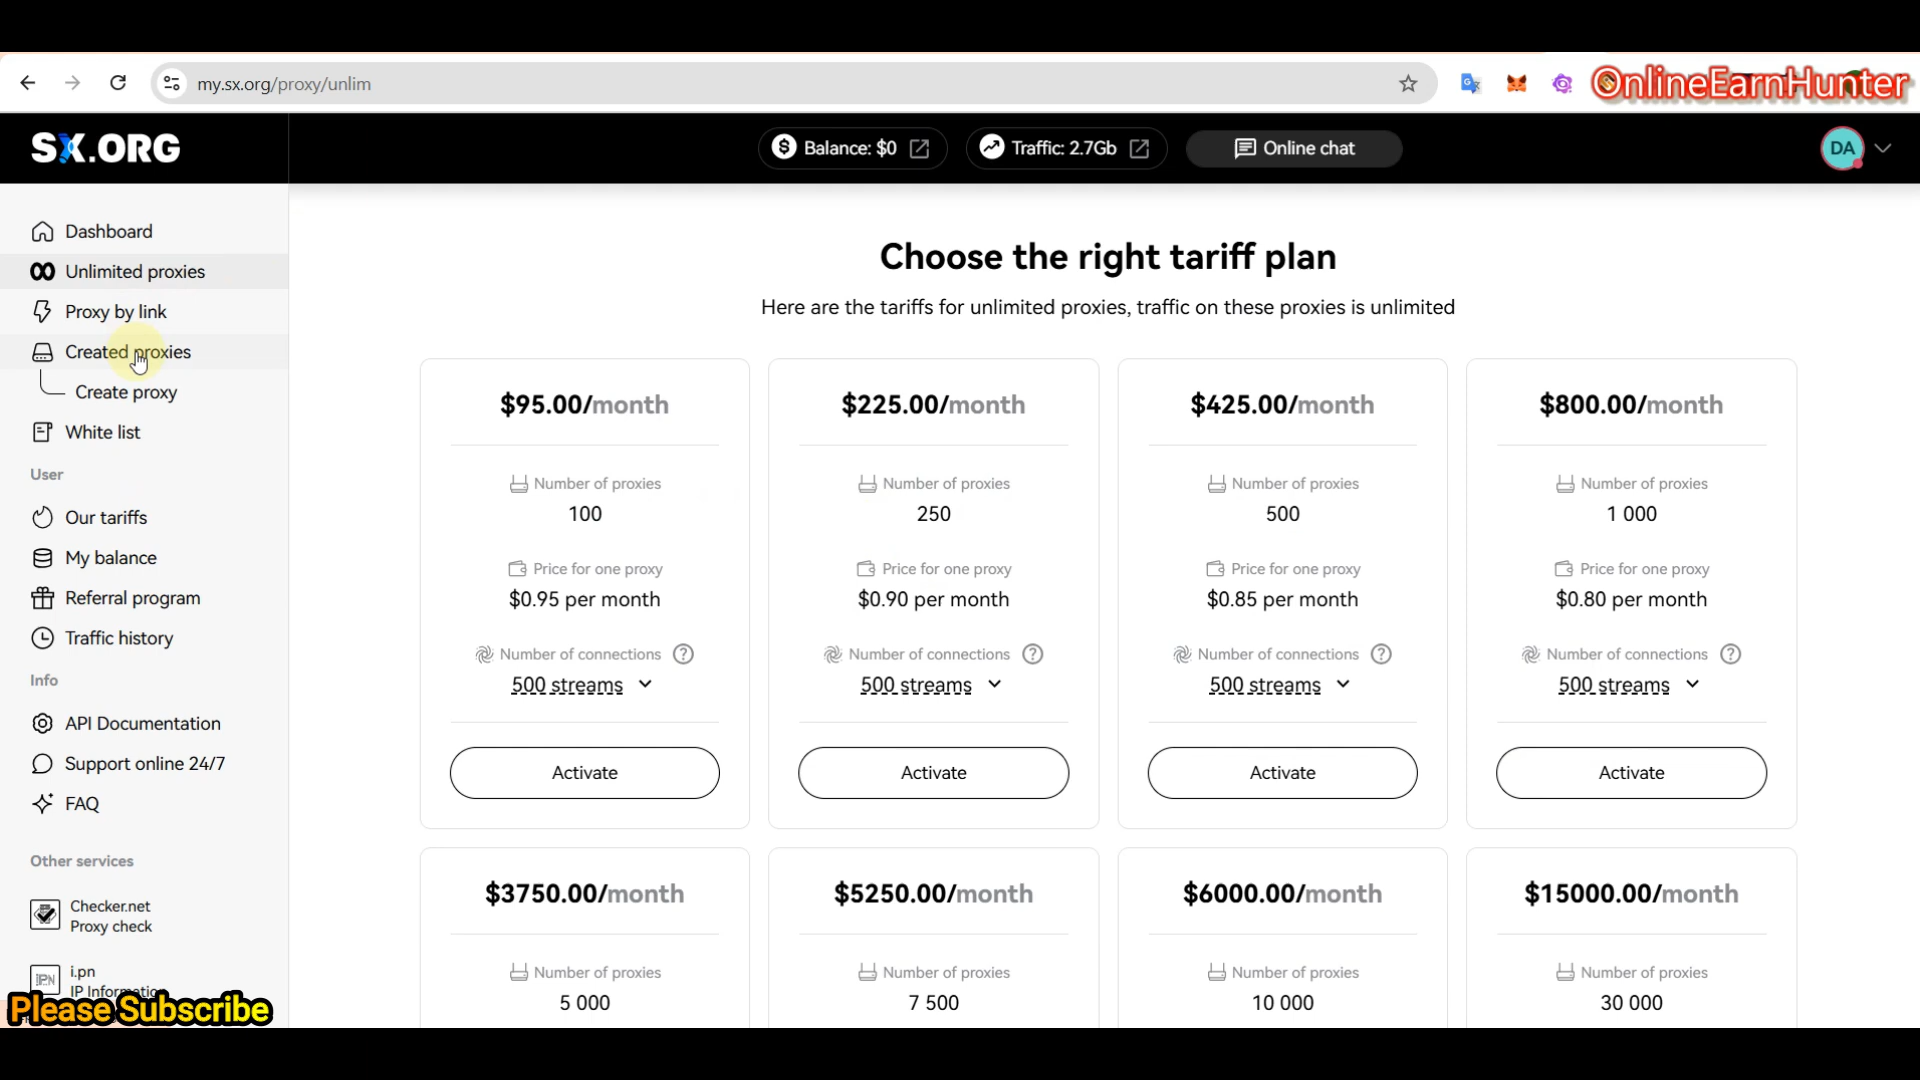 my.sx.org/proxy/unlim
OnlineEarnHunter
SX.ORG
Balance: $0
Traffic: 2.7Gb
Online chat
DA
Dashboard
Unlimited proxies
Proxy by link
Created proxies
Create proxy
White list
User
Our tariffs
My balance
Referral program
Traffic history
Info
API Documentation
Support online 24/7
FAQ
Other services
Checker.net
Proxy check
IPN
i.pn
IP Information
Please Subscribe
Choose the right tariff plan
Here are the tariffs for unlimited proxies, traffic on these proxies is unlimited
$95.00/month
Number of proxies
100
Price for one proxy
$0.95 per month
Number of connections
500 streams
Activate
$225.00/month
Number of proxies
250
Price for one proxy
$0.90 per month
Number of connections
500 streams
Activate
$425.00/month
Number of proxies
500
Price for one proxy
$0.85 per month
Number of connections
500 streams
Activate
$800.00/month
Number of proxies
1 000
Price for one proxy
$0.80 per month
Number of connections
500 streams
Activate
$3750.00/month
Number of proxies
5 000
$5250.00/month
Number of proxies
7 500
$6000.00/month
Number of proxies
10 000
$15000.00/month
Number of proxies
30 000